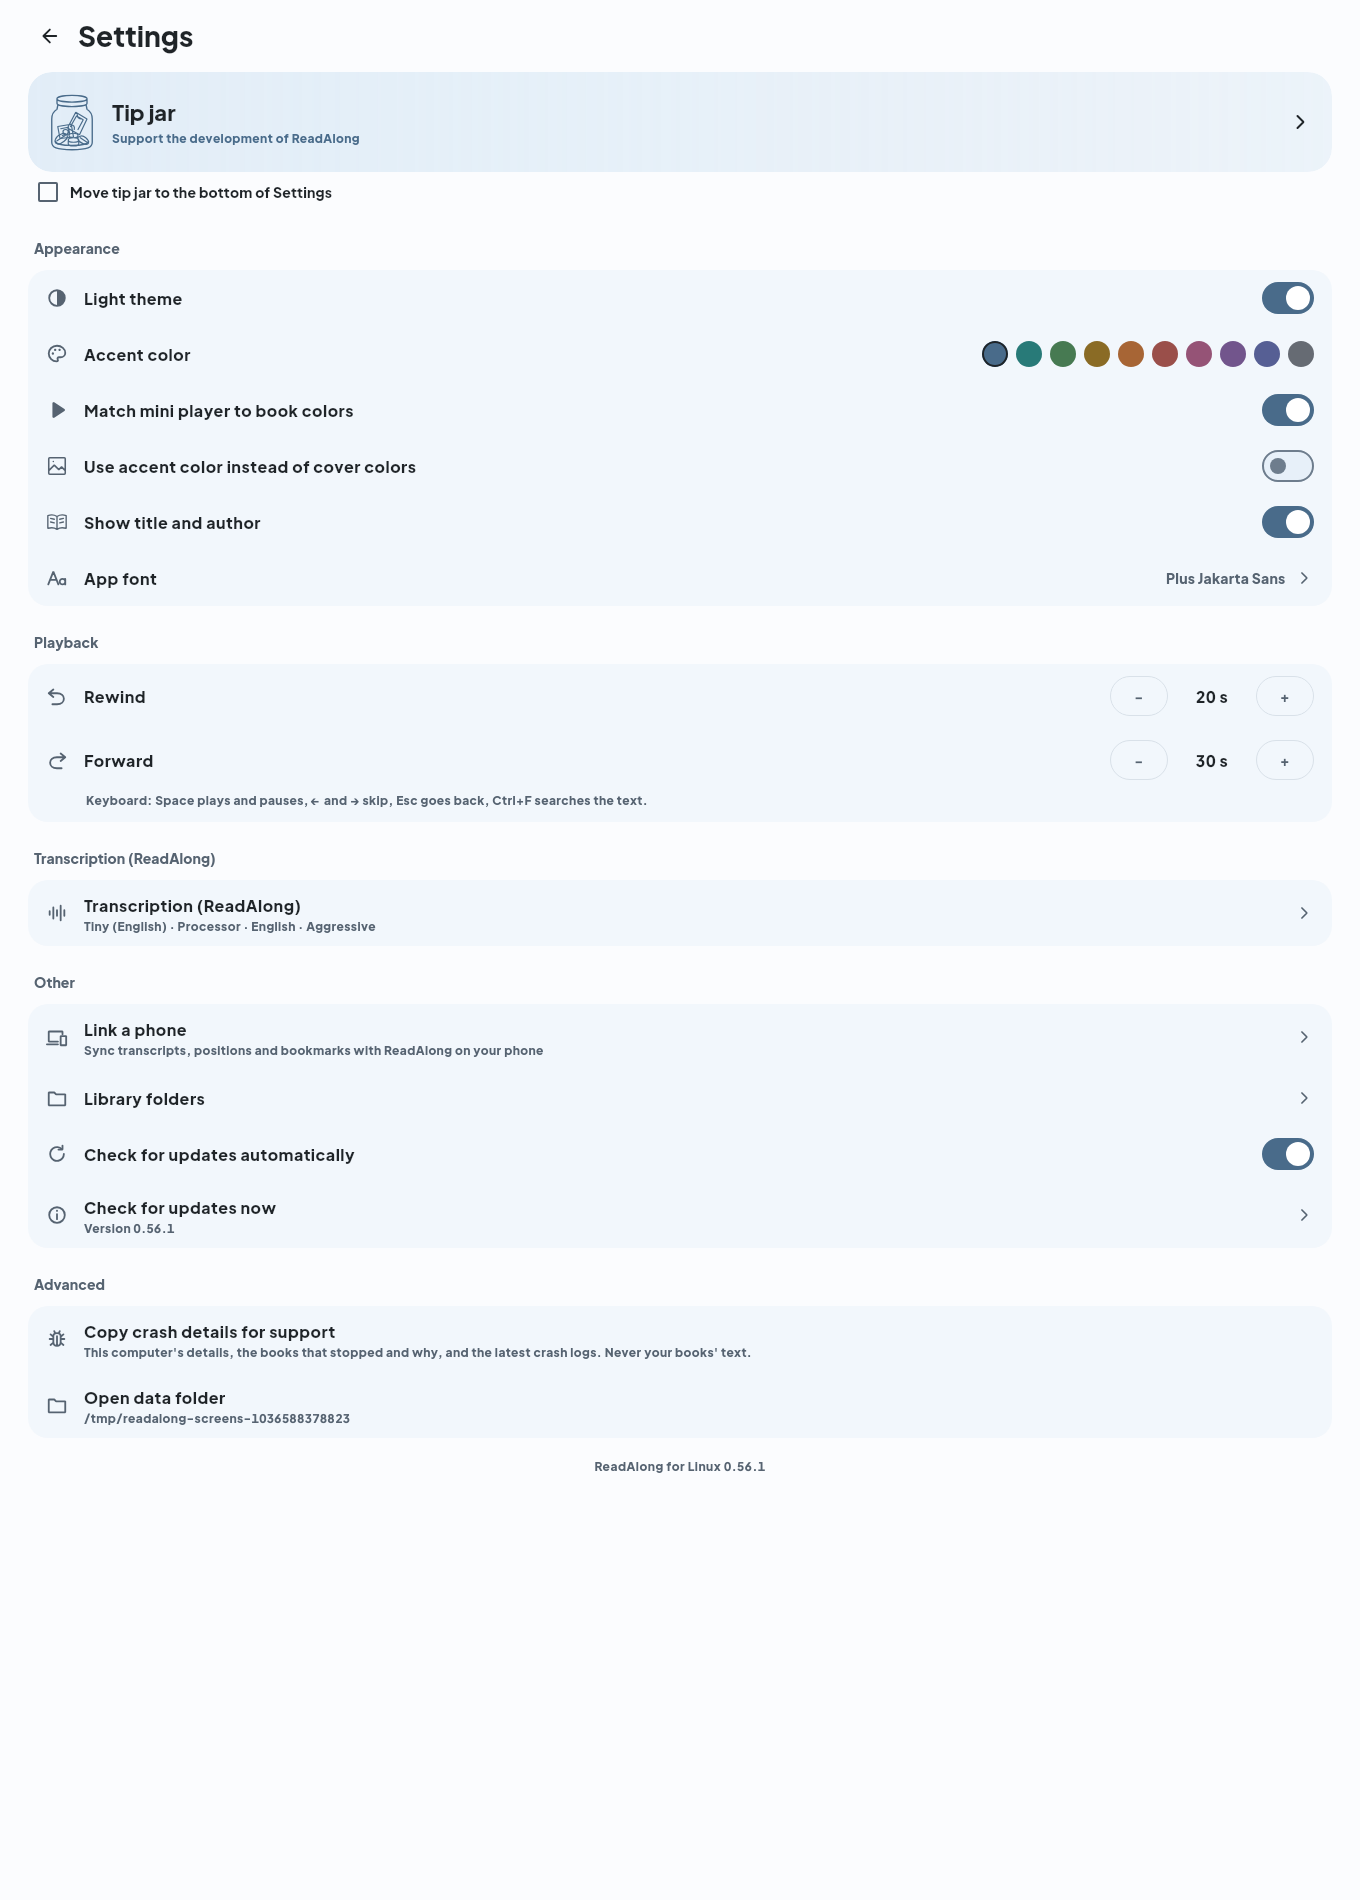 Settings
Tip jar
Support the development of ReadAlong
Move tip jar to the bottom of Settings
Appearance
Light theme
Accent color
Match mini player to book colors
Use accent color instead of cover colors
Show title and author
App font
Plus Jakarta Sans
Playback
Rewind
- 20 s +
Forward
- 30 s +
Keyboard: Space plays and pauses, ← and → skip, Esc goes back, Ctrl+F searches the text.
Transcription (ReadAlong)
Transcription (ReadAlong)
Tiny (English) · Processor · English · Aggressive
Other
Link a phone
Sync transcripts, positions and bookmarks with ReadAlong on your phone
Library folders
Check for updates automatically
Check for updates now
Version 0.56.1
Advanced
Copy crash details for support
This computer's details, the books that stopped and why, and the latest crash logs. Never your books' text.
Open data folder
/tmp/readalong-screens-1036588378823
ReadAlong for Linux 0.56.1